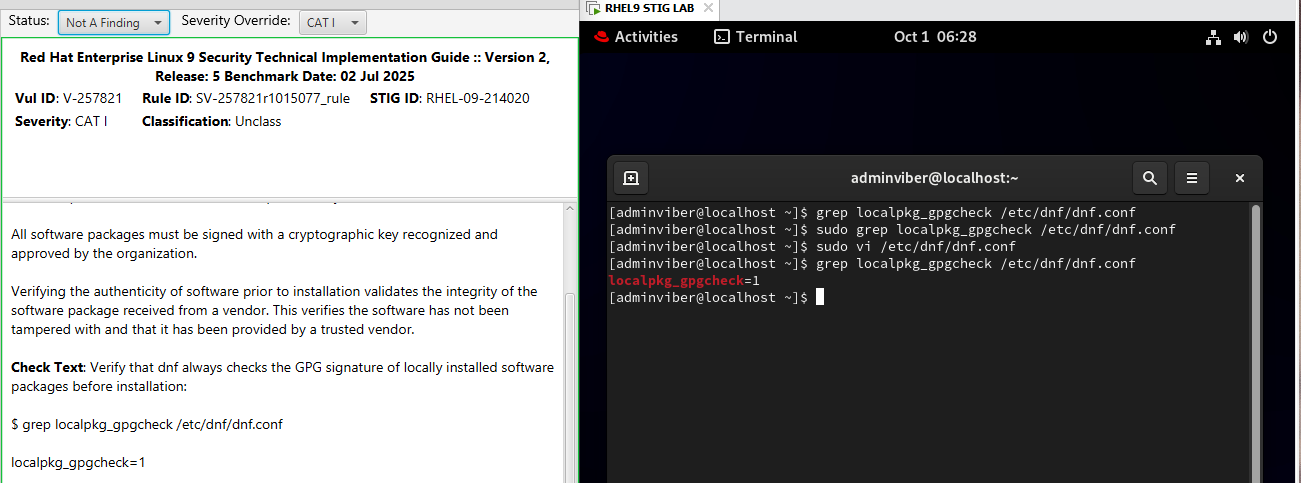 Status: Not A Finding Severity Override: CAT I
Red Hat Enterprise Linux 9 Security Technical Implementation Guide :: Version 2,
Release: 5 Benchmark Date: 02 Jul 2025
Vul ID: V-257821 Rule ID: SV-257821r1015077_rule STIG ID: RHEL-09-214020
Severity: CAT I Classification: Unclass
All software packages must be signed with a cryptographic key recognized and
approved by the organization.
Verifying the authenticity of software prior to installation validates the integrity of the
software package received from a vendor. This verifies the software has not been
tampered with and that it has been provided by a trusted vendor.
Check Text: Verify that dnf always checks the GPG signature of locally installed software
packages before installation:
$ grep localpkg_gpgcheck /etc/dnf/dnf.conf
localpkg_gpgcheck=1
RHEL9 STIG LAB
Activities Terminal Oct 1 06:28
adminviber@localhost:~
[adminviber@localhost ~]$ grep localpkg_gpgcheck /etc/dnf/dnf.conf
[adminviber@localhost ~]$ sudo grep localpkg_gpgcheck /etc/dnf/dnf.conf
[adminviber@localhost ~]$ sudo vi /etc/dnf/dnf.conf
[adminviber@localhost ~]$ grep localpkg_gpgcheck /etc/dnf/dnf.conf
localpkg_gpgcheck=1
[adminviber@localhost ~]$